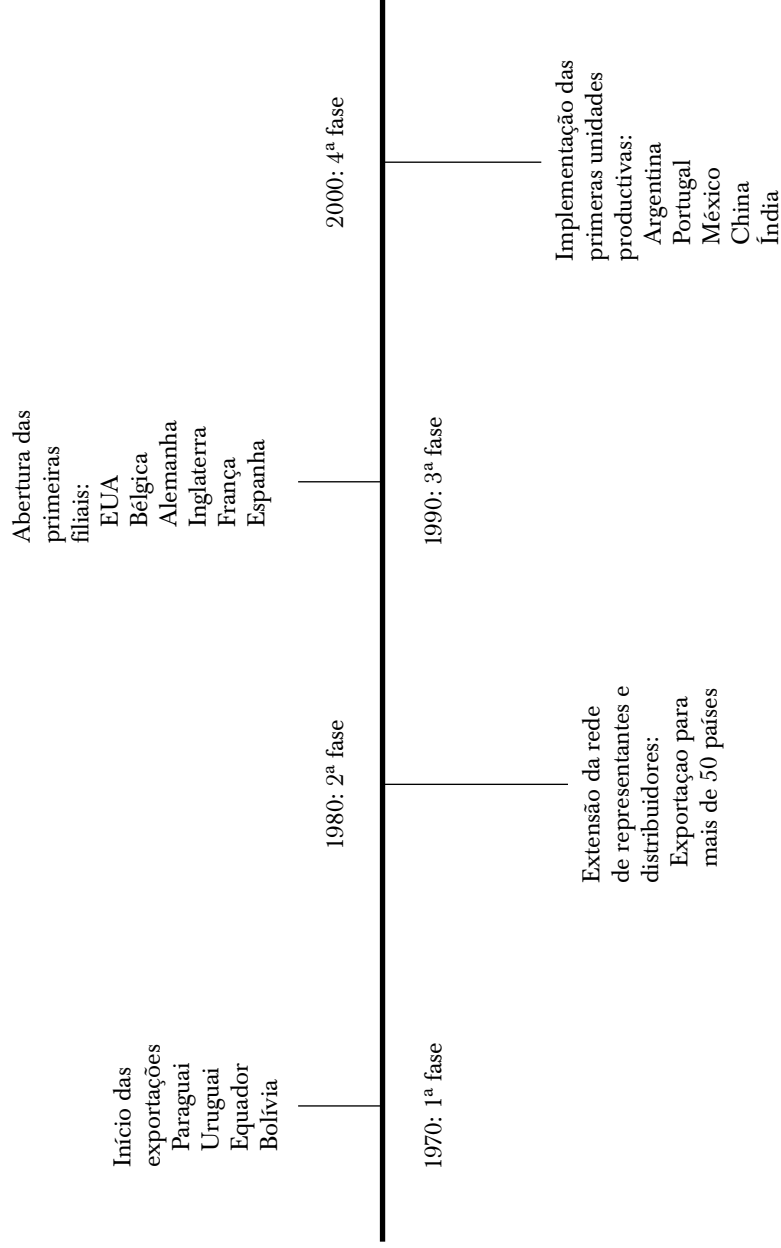 Início das
exportações
Paraguai
Uruguai
Equador
Bolívia
1970: 1ª fase
1980: 2ª fase
Extensão da rede
de representantes e
distribuidores:
Exportaçao para
mais de 50 países
Abertura das
primeiras
filiais:
EUA
Bélgica
Alemanha
Inglaterra
França
Espanha
1990: 3ª fase
2000: 4ª fase
Implementação das
primeras unidades
productivas:
Argentina
Portugal
México
China
Índia